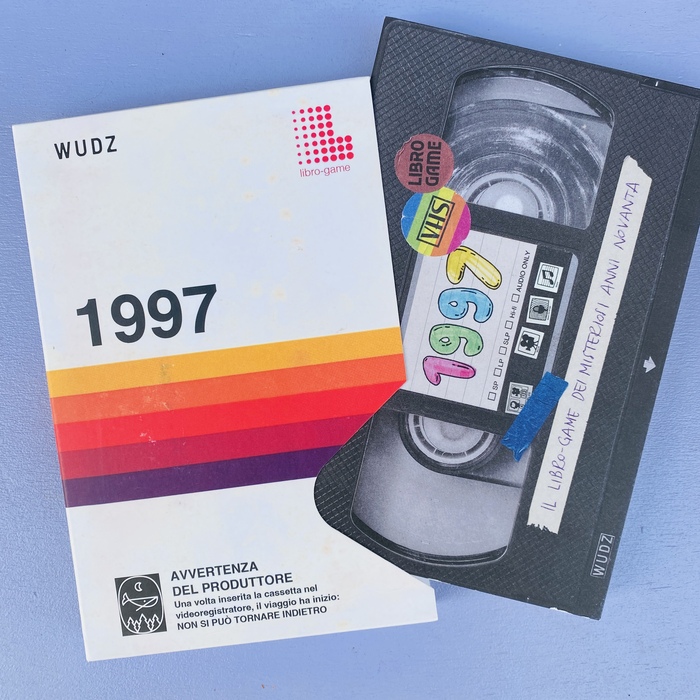 WUDZ
libro-game
1997
AVVERTENZA
DEL PRODUTTORE
Una volta inserita la cassetta nel
videoregistratore, il viaggio ha inizio:
NON SI PUÒ TORNARE INDIETRO
LIBRO
GAME
VHS
1997
SP LP SLP Hi-fi AUDIO ONLY
IL LIBRO-GAME DEI MISTERIOSI ANNI NOVANTA
WUDZ